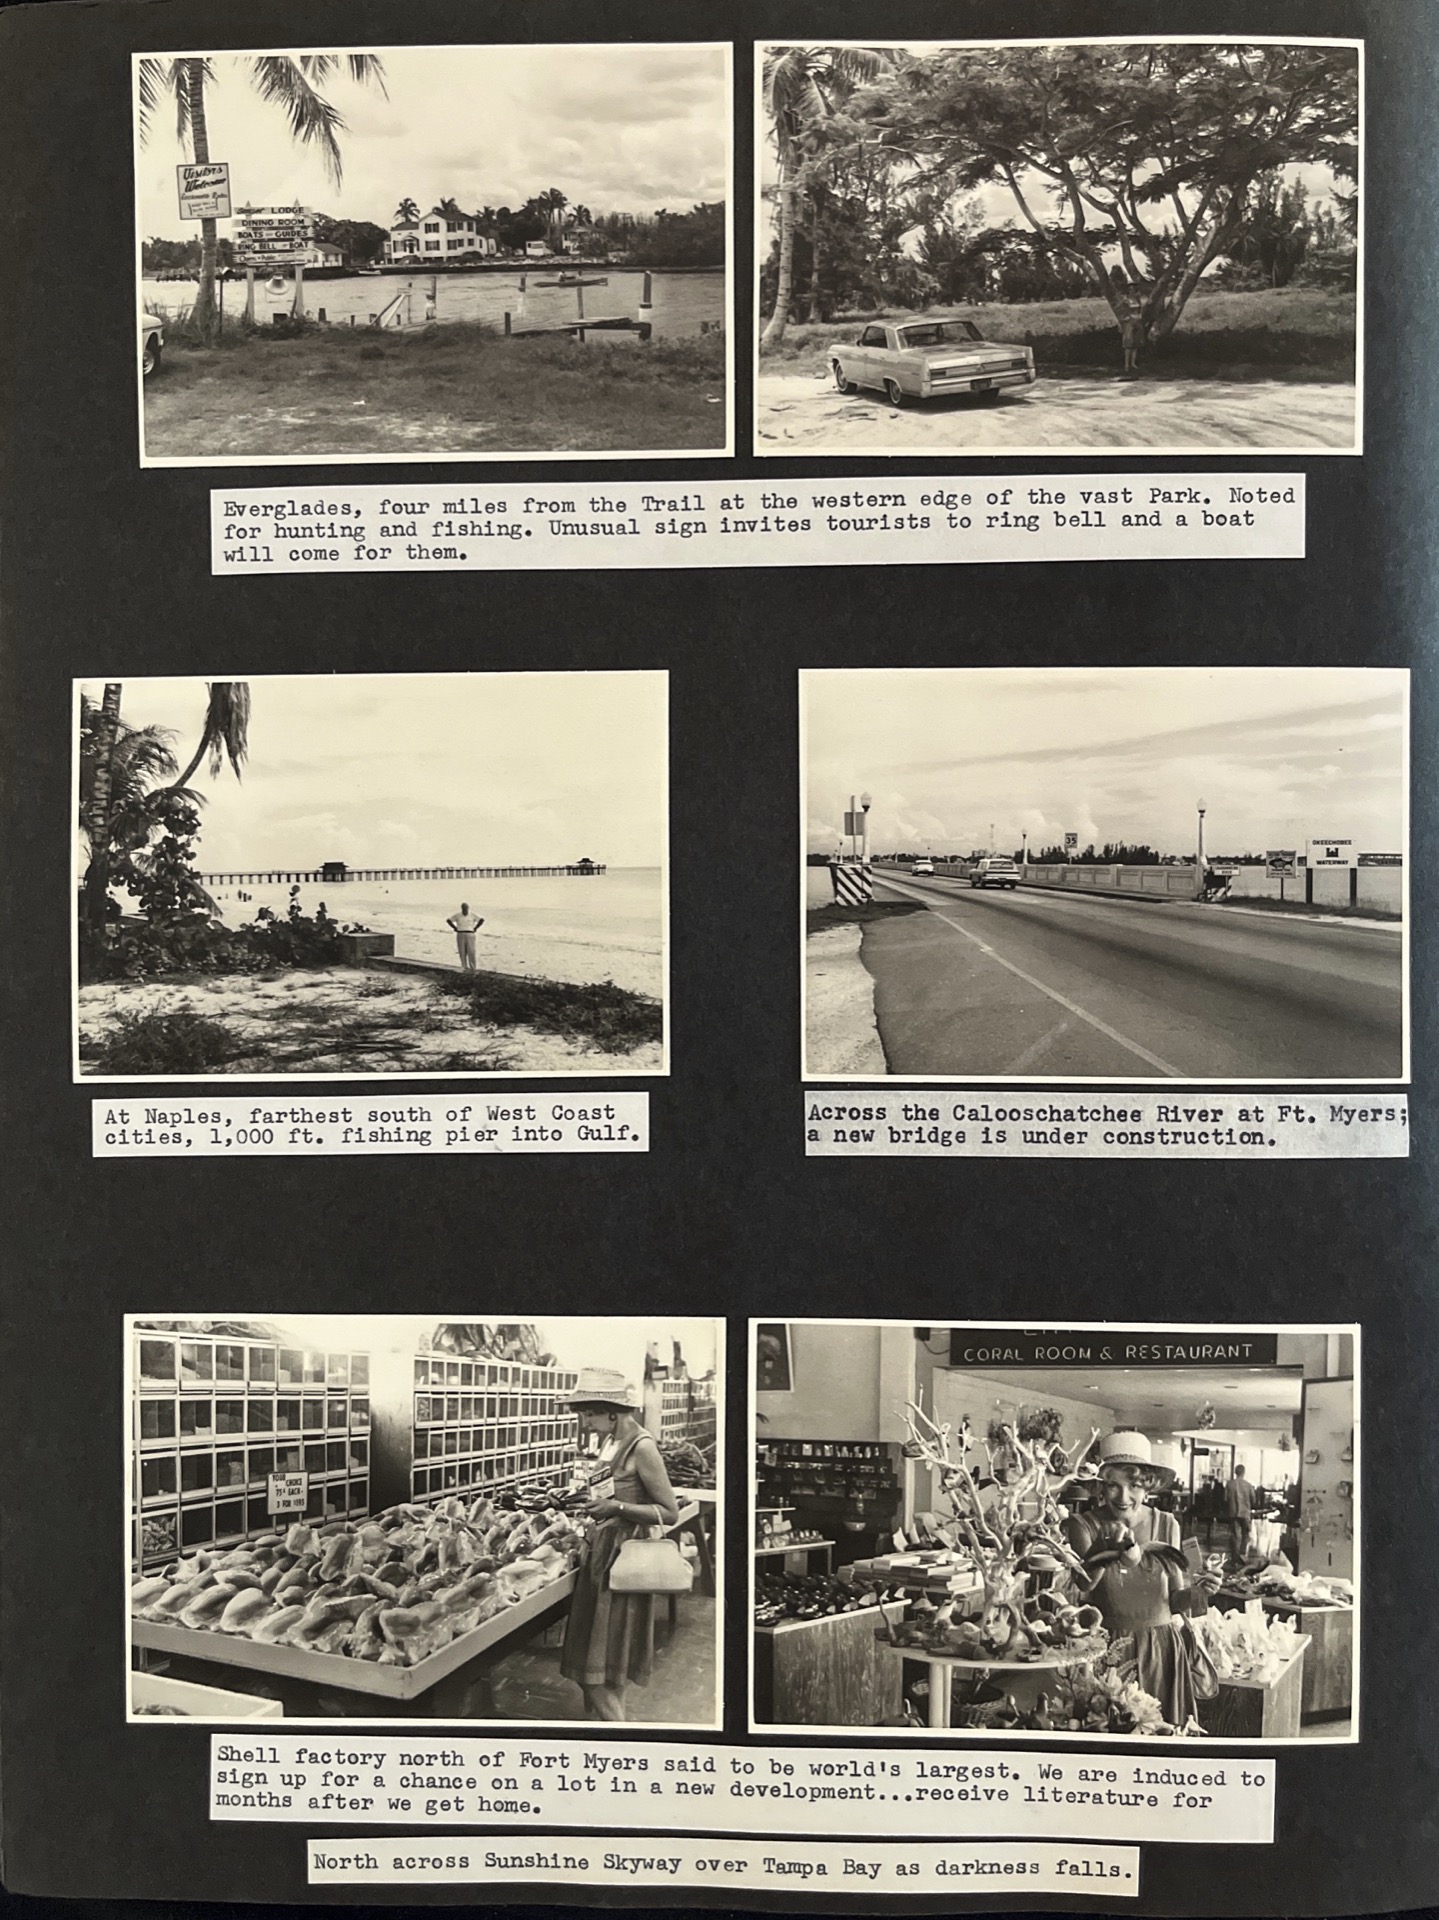 Visitors
Welcome
LODGE
DINING ROOM
BOATS GUIDES
RING BELL BOAT
Everglades, four miles from the Trail at the western edge of the vast Park. Noted
for hunting and fishing. Unusual sign invites tourists to ring bell and a boat
will come for them.
35
OKEECHOBEE
WATERWAY
At Naples, farthest south of West Coast
cities, 1,000 ft. fishing pier into Gulf.
Across the Calooschatchee River at Ft. Myers;
a new bridge is under construction.
YOUR
CHOICE
75¢ EACH
CORAL ROOM & RESTAURANT
Shell factory north of Fort Myers said to be world's largest. We are induced to
sign up for a chance on a lot in a new development...receive literature for
months after we get home.
North across Sunshine Skyway over Tampa Bay as darkness falls.